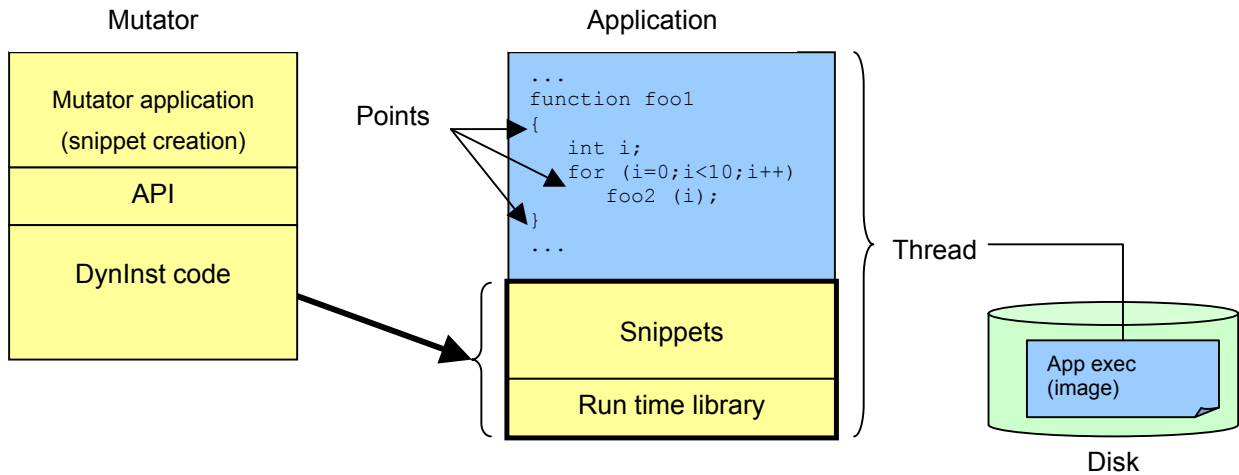 Mutator
Application
Mutator application
(snippet creation)
API
DynInst code
Points
...
function foo1
{
int i;
for (i=0;i<10;i++)
foo2 (i);
}
...
Snippets
Run time library
Thread
App exec
(image)
Disk